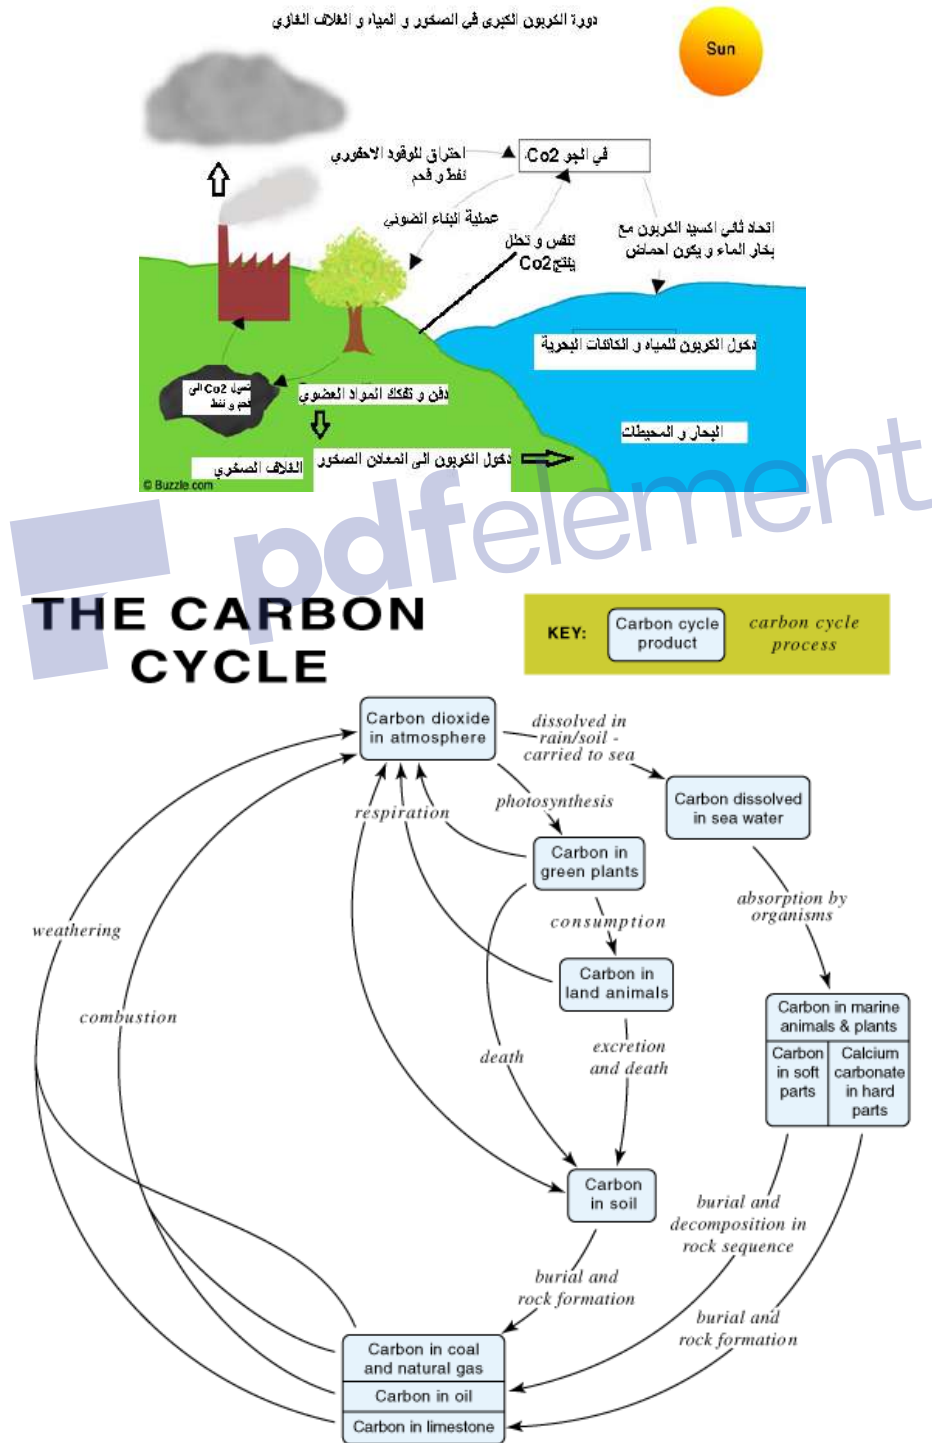 دورة الكربون الكبرى في الصخور و المياه و الغلاف الغازي
Sun
في الجو Co2
احتراق للوقود الاحفوري
نفط و فحم
عملية البناء الضوئي
تنفس و تحلل
ينتج Co2
اتحاد ثاني اكسيد الكربون مع
بخار الماء و يكون احماض
دخول الكربون للمياه و الكائنات البحرية
تحول Co2 الى
فحم و نفط
دفن و تفكك المواد العضوي
البحار و المحيطات
دخول الكربون الى المعادن الصخور
الغلاف الصخري
© Buzzle.com
pdfelement
THE CARBON
CYCLE
KEY:
Carbon cycle
product
carbon cycle
process
Carbon dioxide
in atmosphere
dissolved in
rain/soil -
carried to sea
respiration
photosynthesis
Carbon dissolved
in sea water
Carbon in
green plants
absorption by
organisms
consumption
weathering
Carbon in
land animals
combustion
Carbon in marine
animals & plants
Carbon
in soft
parts
Calcium
carbonate
in hard
parts
death
excretion
and death
Carbon
in soil
burial and
decomposition in
rock sequence
burial and
rock formation
burial and
rock formation
Carbon in coal
and natural gas
Carbon in oil
Carbon in limestone